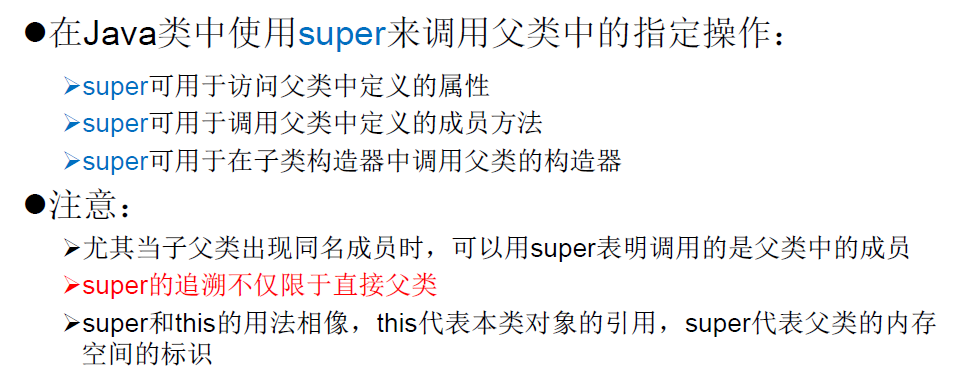 ●在Java类中使用super来调用父类中的指定操作：
➢super可用于访问父类中定义的属性
➢super可用于调用父类中定义的成员方法
➢super可用于在子类构造器中调用父类的构造器
●注意：
➢尤其当子父类出现同名成员时，可以用super表明调用的是父类中的成员
➢super的追溯不仅限于直接父类
➢super和this的用法相像，this代表本类对象的引用，super代表父类的内存
空间的标识